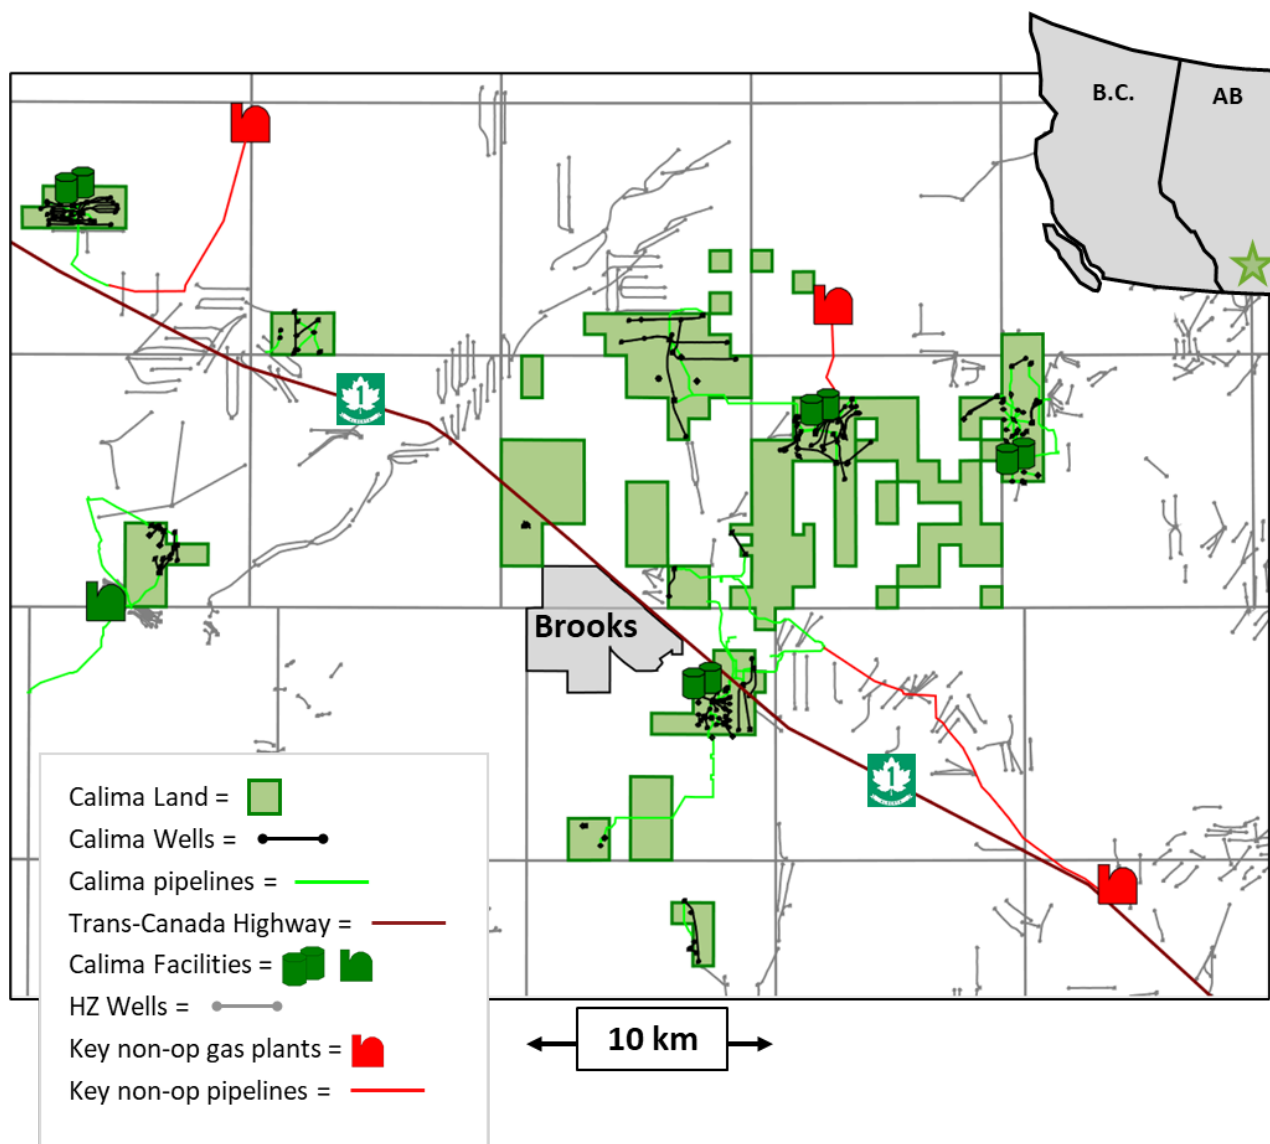 B.C.
AB
1
Brooks
1
Calima Land =
Calima Wells =
Calima pipelines =
Trans-Canada Highway =
Calima Facilities =
HZ Wells =
Key non-op gas plants =
Key non-op pipelines =
10 km